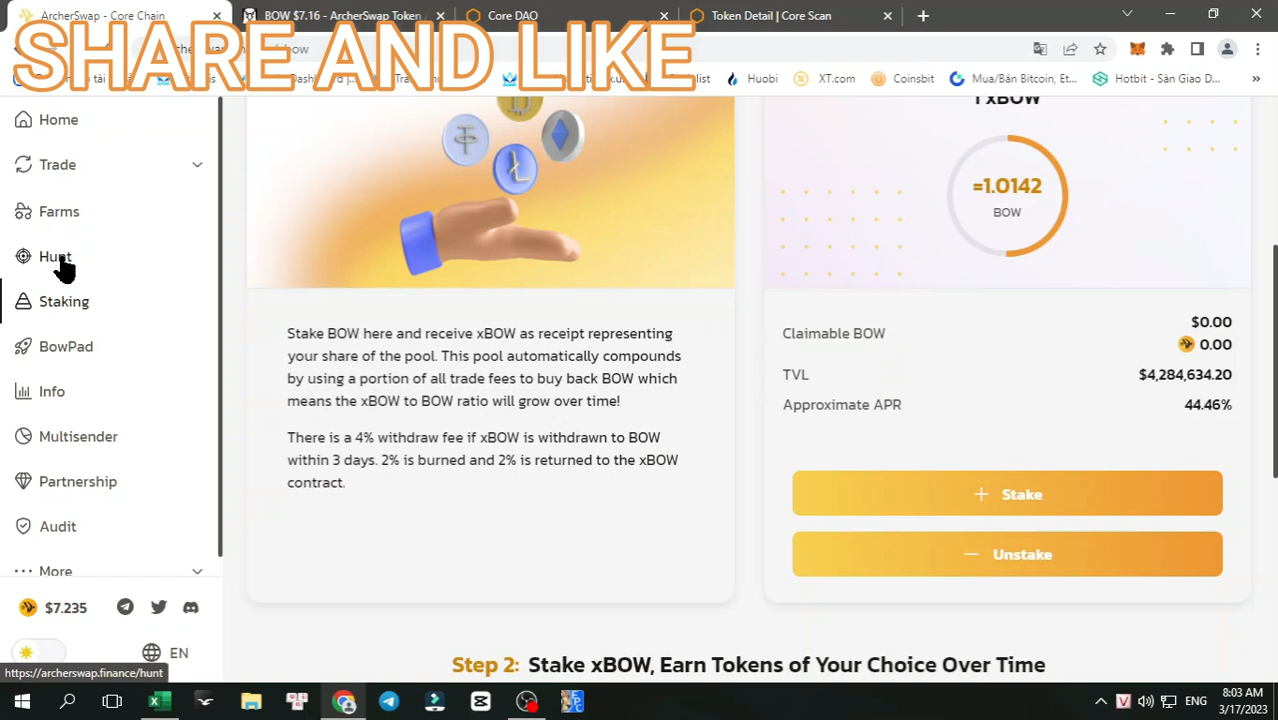 ArcherSwap - Core Chain
BOW $7.16 - ArcherSwap Token
Core DAO
Token Detail | Core Scan
SHARE AND LIKE
Huobi
XT.com
Coinsbit
Mua/Bán Bitcoin, Et...
Hotbit - Sàn Giao D...
Home
Trade
Farms
Hunt
Staking
BowPad
Info
Multisender
Partnership
Audit
More
$7.235
EN
https://archerswap.finance/hunt
Stake BOW here and receive xBOW as receipt representing
your share of the pool. This pool automatically compounds
by using a portion of all trade fees to buy back BOW which
means the xBOW to BOW ratio will grow over time!
There is a 4% withdraw fee if xBOW is withdrawn to BOW
within 3 days. 2% is burned and 2% is returned to the xBOW
contract.
1 xBOW
=1.0142
BOW
Claimable BOW
$0.00
0.00
TVL
$4,284,634.20
Approximate APR
44.46%
+ Stake
— Unstake
Step 2: Stake xBOW, Earn Tokens of Your Choice Over Time
ENG
8:03 AM
3/17/2023